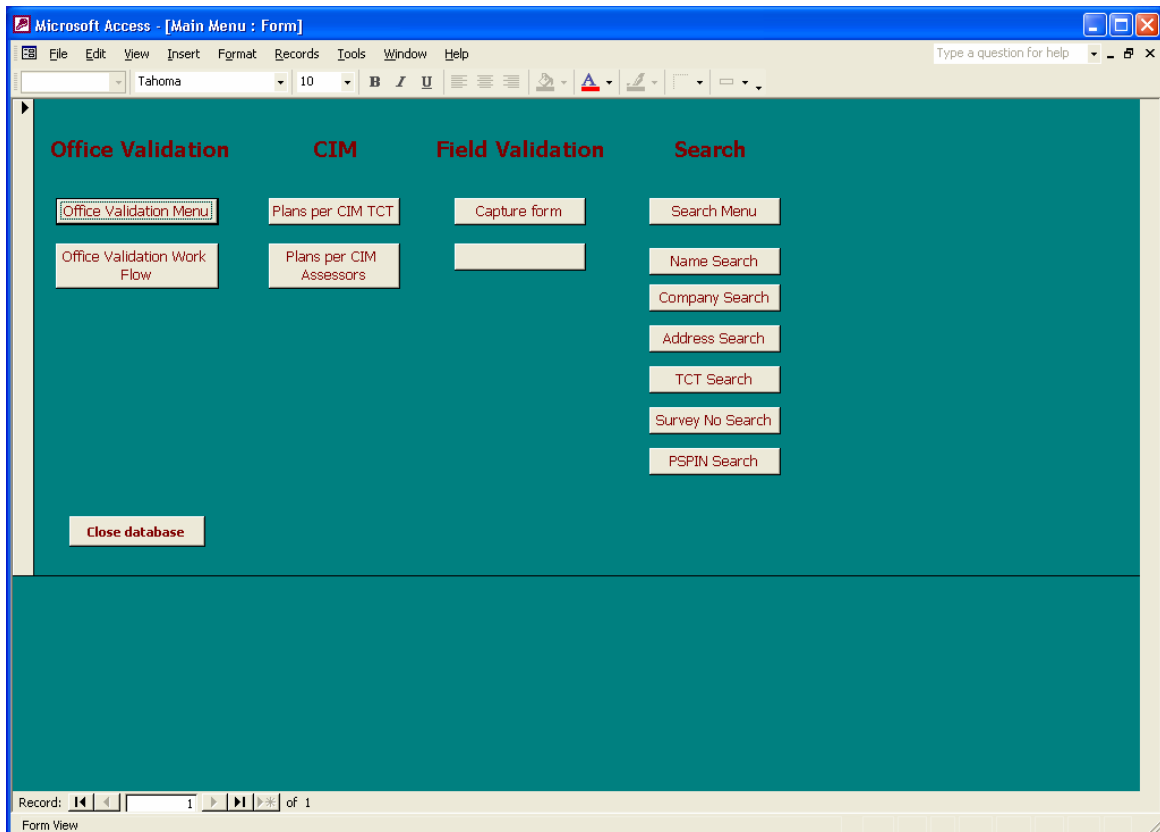 Microsoft Access - [Main Menu : Form]
File Edit View Insert Format Records Tools Window Help
Type a question for help
Tahoma 10 B I U A
Office Validation CIM Field Validation Search
Office Validation Menu Plans per CIM TCT Capture form Search Menu
Office Validation Work
Flow
Plans per CIM
Assessors
Name Search
Company Search
Address Search
TCT Search
Survey No Search
PSPIN Search
Close database
Record: 1 of 1
Form View